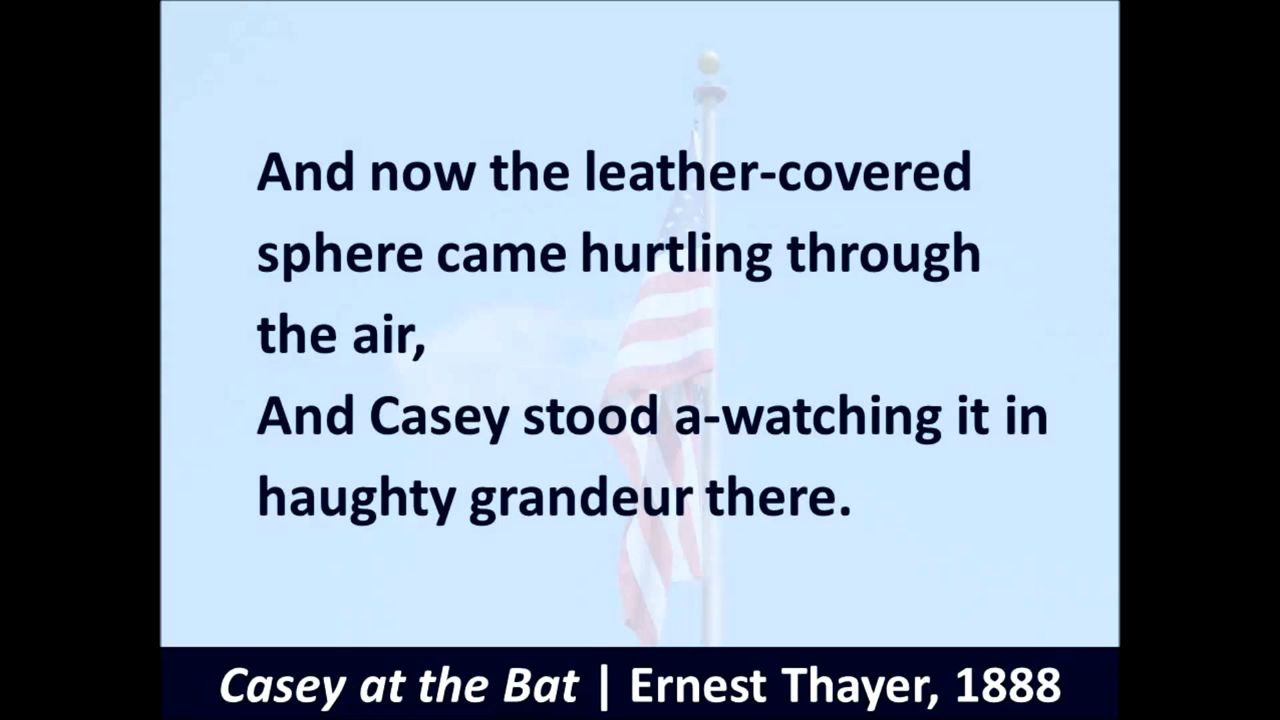 And now the leather-covered
sphere came hurtling through
the air,
And Casey stood a-watching it in
haughty grandeur there.
Casey at the Bat | Ernest Thayer, 1888